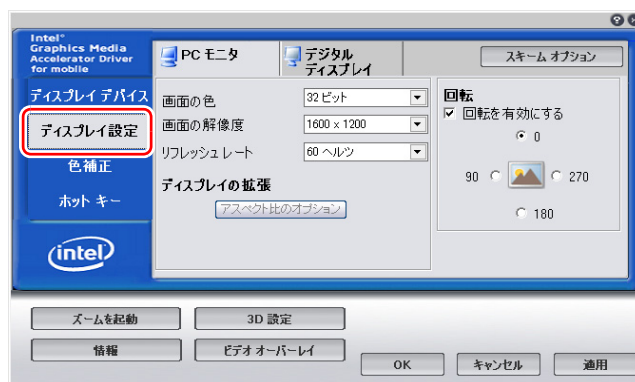 Intel®
Graphics Media
Accelerator Driver
for mobile
ディスプレイ デバイス
ディスプレイ設定
色補正
ホット キー
intel
PC モニタ
デジタル
ディスプレイ
スキーム オプション
画面の色
32 ビット
画面の解像度
1600 x 1200
リフレッシュ レート
60 ヘルツ
ディスプレイの拡張
アスペクト比のオプション
回転
回転を有効にする
0
90
270
180
ズームを起動
3D 設定
情報
ビデオ オーバーレイ
OK
キャンセル
適用